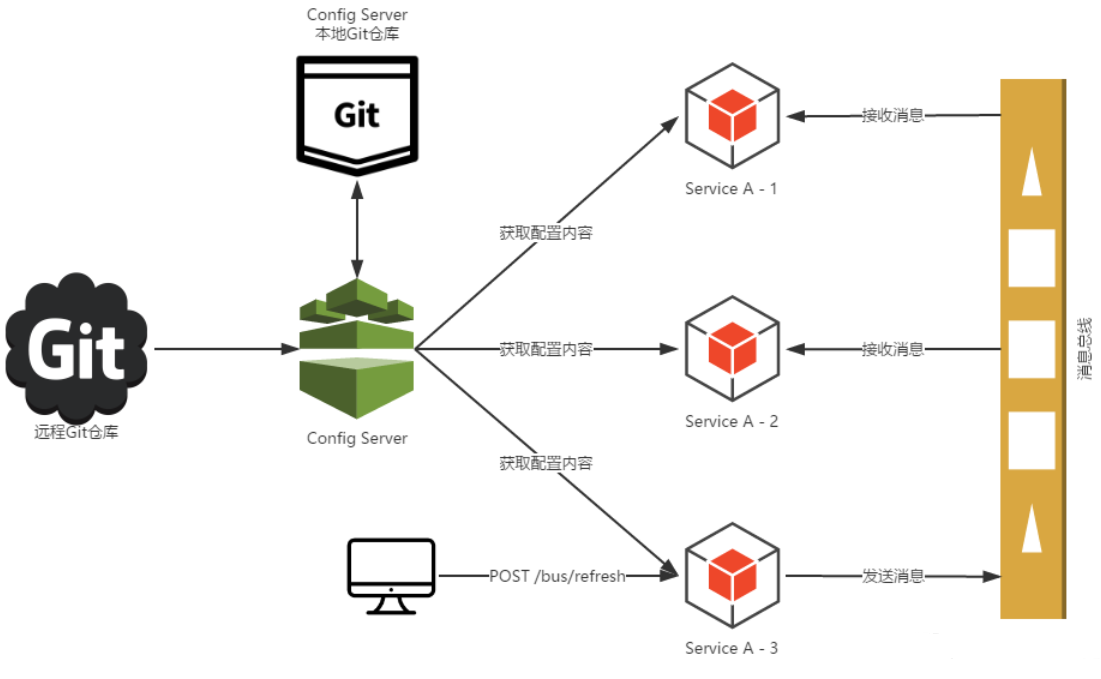 Config Server
本地Git仓库
Git
Service A - 1
接收消息
获取配置内容
Git
远程Git仓库
Config Server
获取配置内容
Service A - 2
接收消息
消息总线
获取配置内容
POST /bus/refresh
发送消息
Service A - 3